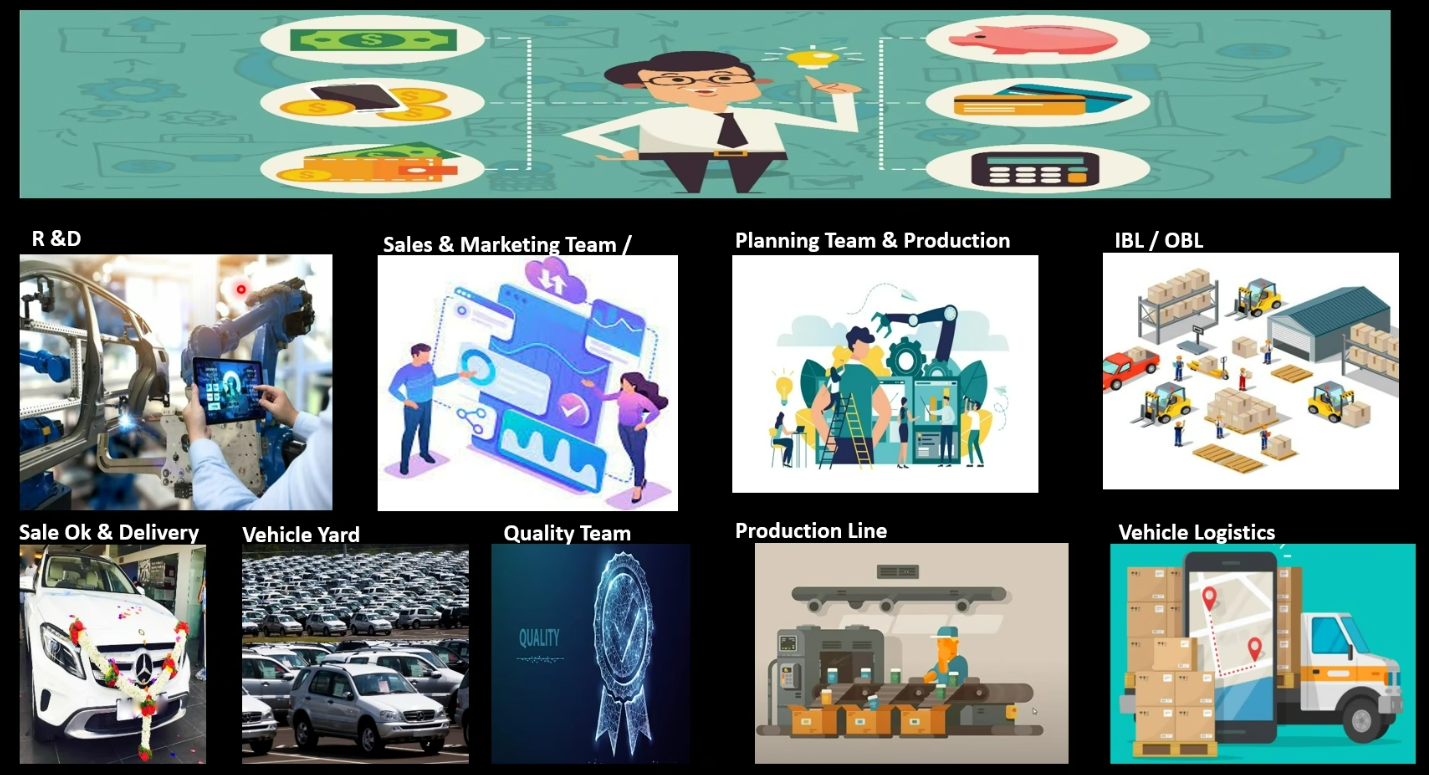 R &D
Sales & Marketing Team /
Planning Team & Production
IBL / OBL
Sale Ok & Delivery
Vehicle Yard
Quality Team
Production Line
Vehicle Logistics
QUALITY